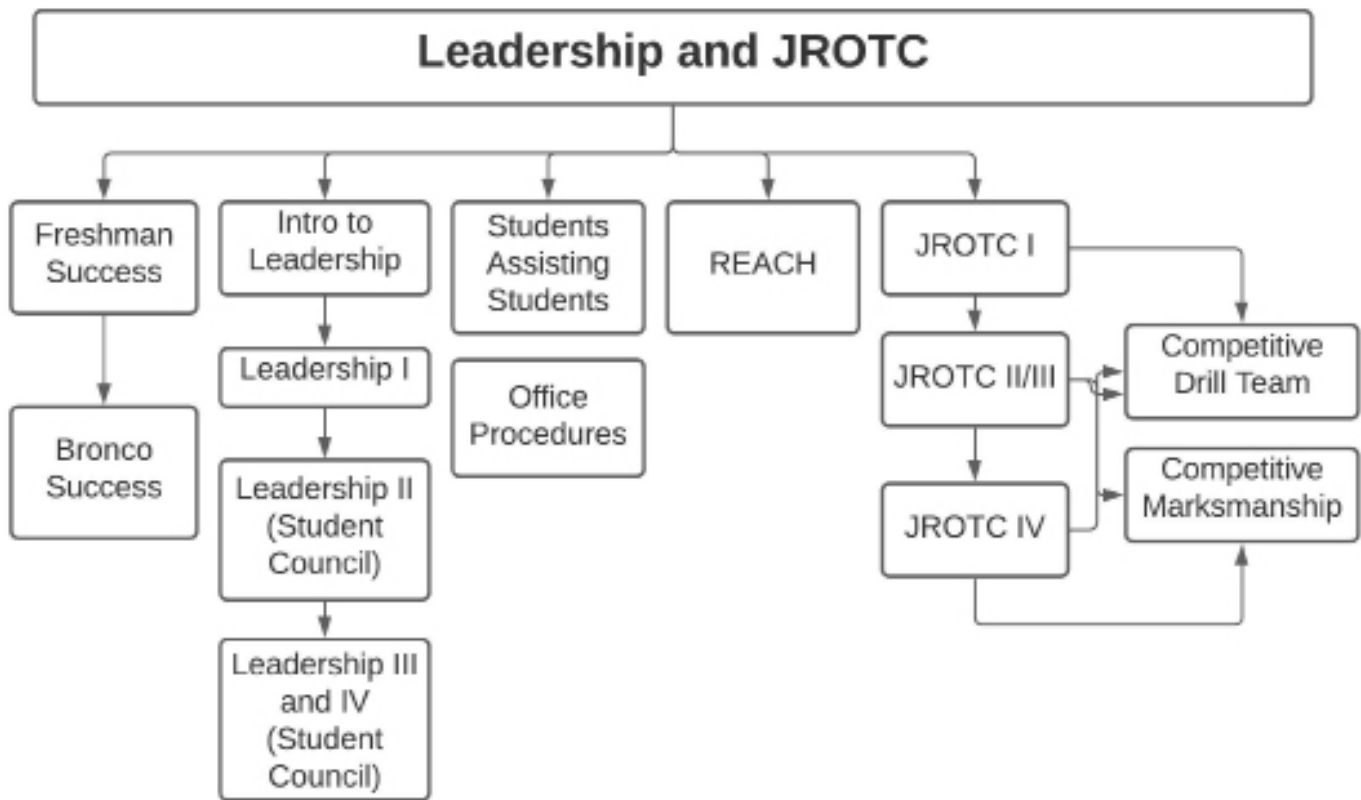 Leadership and JROTC
Freshman
Success
Bronco
Success
Intro to
Leadership
Leadership I
Leadership II
(Student
Council)
Leadership III
and IV
(Student
Council)
Students
Assisting
Students
Office
Procedures
REACH
JROTC I
JROTC II/III
JROTC IV
Competitive
Drill Team
Competitive
Marksmanship